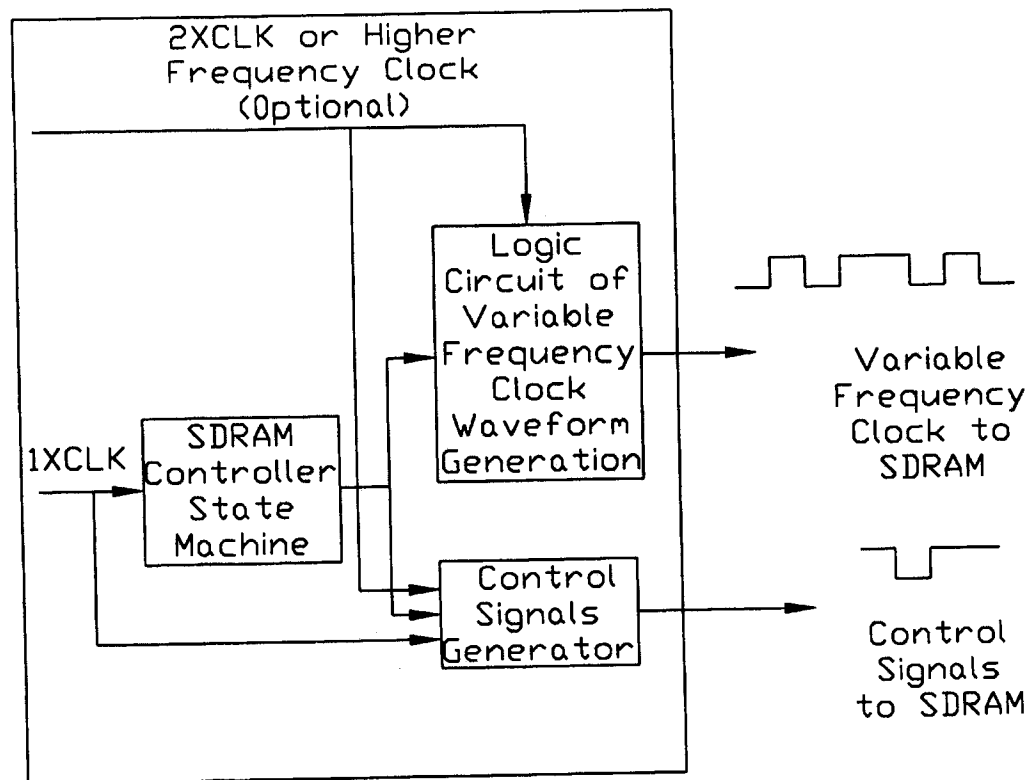 2XCLK or Higher
Frequency Clock
(Optional)
Logic
Circuit of
Variable
Frequency
Clock
Waveform
Generation
Variable
Frequency
Clock to
SDRAM
1XCLK
SDRAM
Controller
State
Machine
Control
Signals
Generator
Control
Signals
to SDRAM